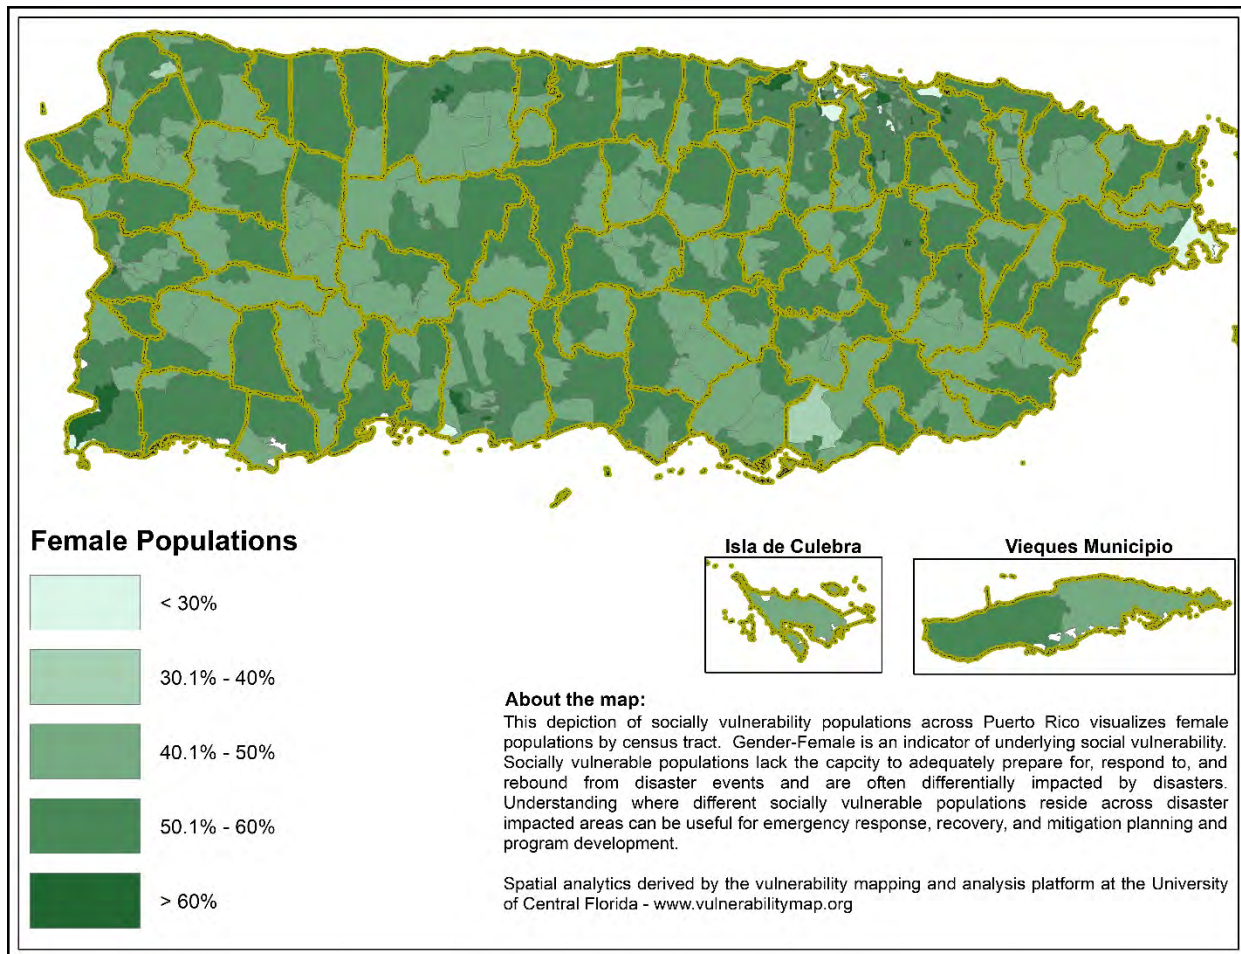 Female Populations
< 30%
30.1% - 40%
40.1% - 50%
50.1% - 60%
> 60%
Isla de Culebra
Vieques Municipio
About the map:
This depiction of socially vulnerability populations across Puerto Rico visualizes female
populations by census tract. Gender-Female is an indicator of underlying social vulnerability.
Socially vulnerable populations lack the capcity to adequately prepare for, respond to, and
rebound from disaster events and are often differentially impacted by disasters.
Understanding where different socially vulnerable populations reside across disaster
impacted areas can be useful for emergency response, recovery, and mitigation planning and
program development.
Spatial analytics derived by the vulnerability mapping and analysis platform at the University
of Central Florida - www.vulnerabilitymap.org